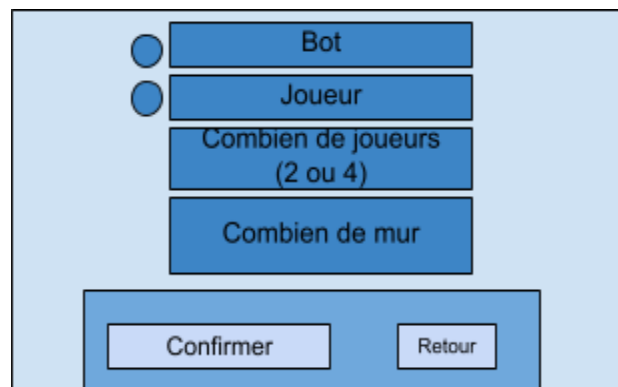 Bot
Joueur
Combien de joueurs
(2 ou 4)
Combien de mur
Confirmer
Retour